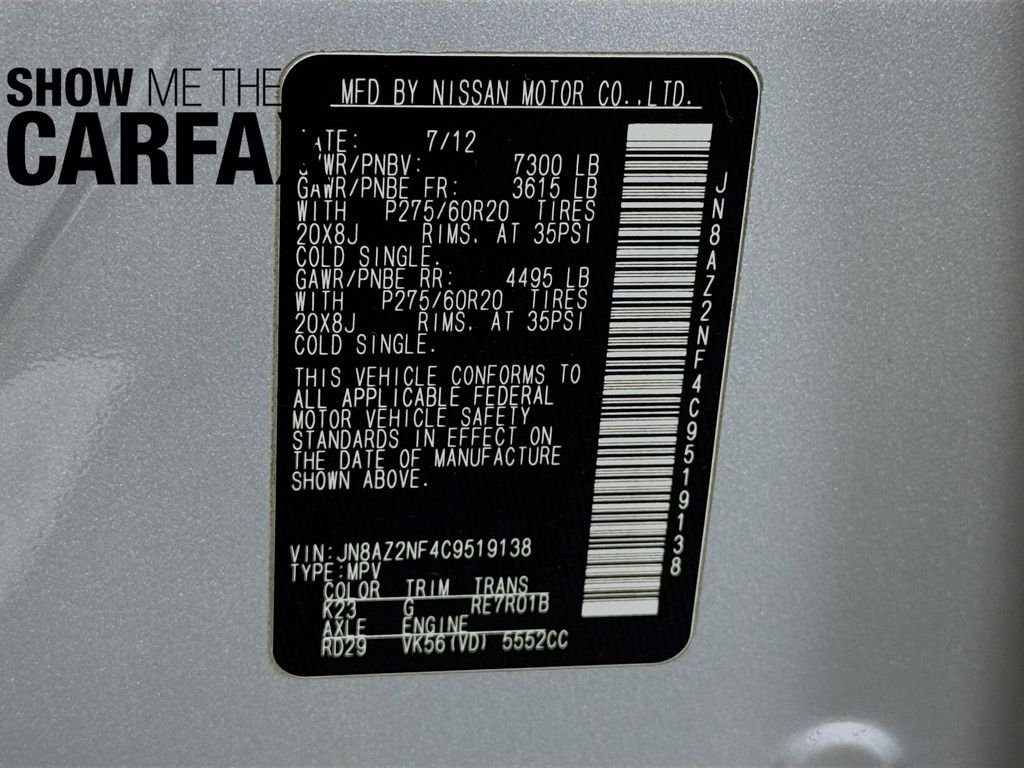 SHOW ME THE
CARFA
MFD BY NISSAN MOTOR CO.,LTD.
ATE: 7/12
WR/PNBV: 7300 LB
GAWR/PNBE FR: 3615 LB
WITH P275/60R20 TIRES
20X8J RIMS. AT 35PSI
COLD SINGLE.
GAWR/PNBE RR: 4495 LB
WITH P275/60R20 TIRES
20X8J RIMS. AT 35PSI
COLD SINGLE.
THIS VEHICLE CONFORMS TO
ALL APPLICABLE FEDERAL
MOTOR VEHICLE SAFETY
STANDARDS IN EFFECT ON
THE DATE OF MANUFACTURE
SHOWN ABOVE.
VIN:JN8AZ2NF4C9519138
TYPE:MPV
COLOR TRIM TRANS
K23 G RE7R01B
AXLE ENGINE
RD29 VK56(VD) 5552CC
JN8AZ2NF4C9519138